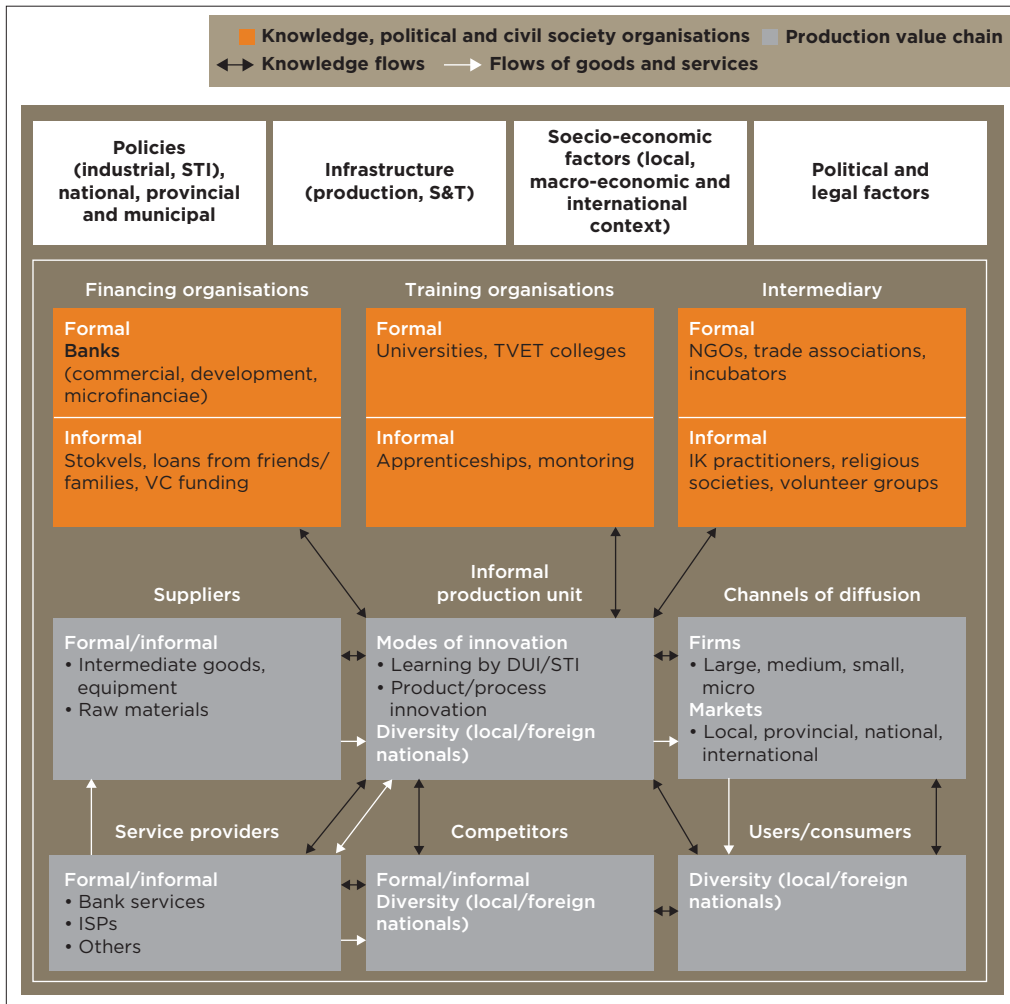 Knowledge, political and civil society organisations
Production value chain
Knowledge flows
Flows of goods and services
Policies
(industrial, STI),
national, provincial
and municipal
Infrastructure
(production, S&T)
Soecio-economic
factors (local,
macro-economic and
international
context)
Political and
legal factors
Financing organisations
Formal
Banks
(commercial, development,
microfinanciae)
Informal
Stokvels, loans from friends/
families, VC funding
Training organisations
Formal
Universities, TVET colleges
Informal
Apprenticeships, montoring
Intermediary
Formal
NGOs, trade associations,
incubators
Informal
IK practitioners, religious
societies, volunteer groups
Suppliers
Formal/informal
• Intermediate goods,
equipment
• Raw materials
Informal
production unit
Modes of innovation
• Learning by DUI/STI
• Product/process
innovation
Diversity (local/foreign
nationals)
Channels of diffusion
Firms
• Large, medium, small,
micro
Markets
• Local, provincial, national,
international
Service providers
Formal/informal
• Bank services
• ISPs
• Others
Competitors
Formal/informal
Diversity (local/foreign
nationals)
Users/consumers
Diversity (local/foreign
nationals)